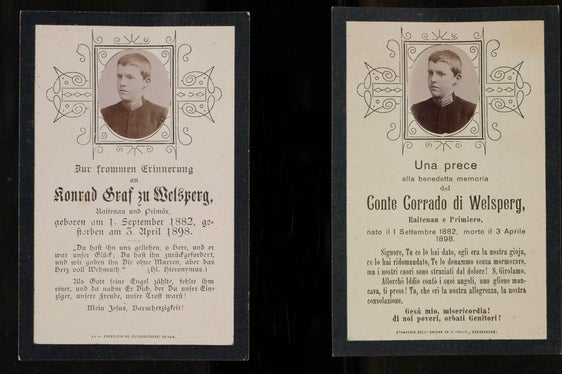 Zur frommen Erinnerung
an
Konrad Graf zu Welsperg,
Raitenau und Primör,
geboren am 1. September 1882, ge-
storben am 3. April 1898.
„Du hast ihn uns geliehen, o Herr, und er
war unser Glück; Du hast ihn zurückgefordert,
und wir gaben ihn Dir ohne Murren, aber das
Herz voll Wehmuth“ (Hl. Hieronymus.)
Als Gott seine Engel zählte, fehlte ihm
einer, und da nahm Er Dich, der Du unser Ein-
ziger, unsere Freude, unser Trost warst!
Mein Jesus, Barmherzigkeit!
Una prece
alla benedetta memoria
del
Conte Corrado di Welsperg,
Raitenau e Primiero,
nato il 1 Settembre 1882, morto il 3 Aprile
1898.
Signore, Tu ce lo hai dato, egli era la nostra gioja,
ce lo hai ridomandato, Te lo donammo senza mormorare,
ma i nostri cuori sono straziati dal dolore! S. Girolamo.
Allorchè Iddio contò i suoi angeli, uno gliene man-
cava, ti prese! Tu, che eri la nostra allegrezza, la nostra
consolazione.
Gesù mio, misericordia!
di noi poveri, orbati Genitori!